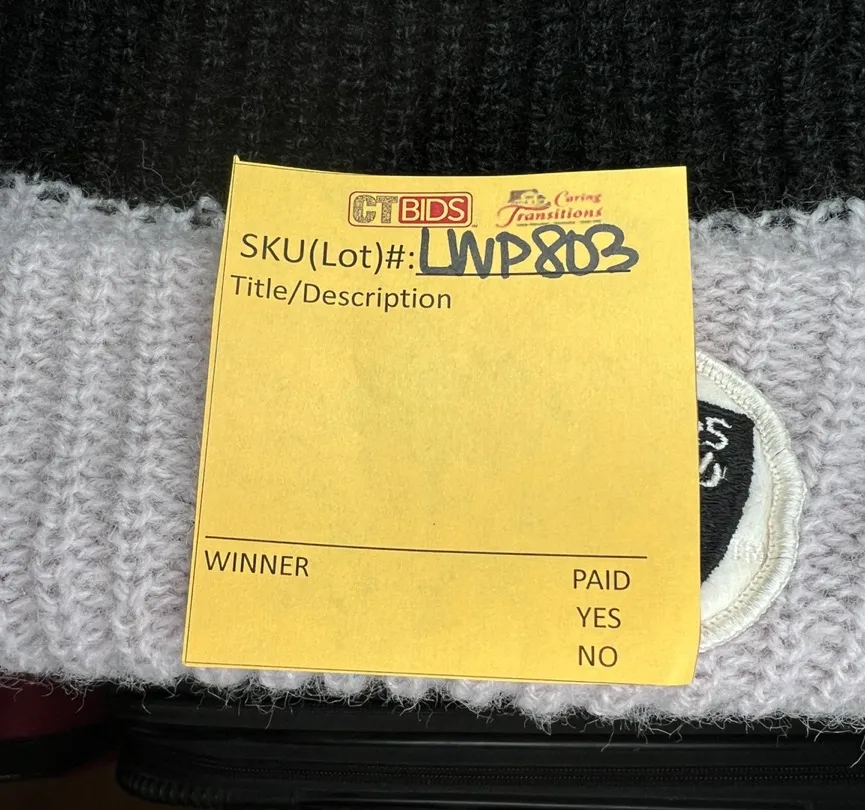 CTBIDS
Caring
Transitions
SKU(Lot)#: LWP803
Title/Description
WINNER
PAID
YES
NO